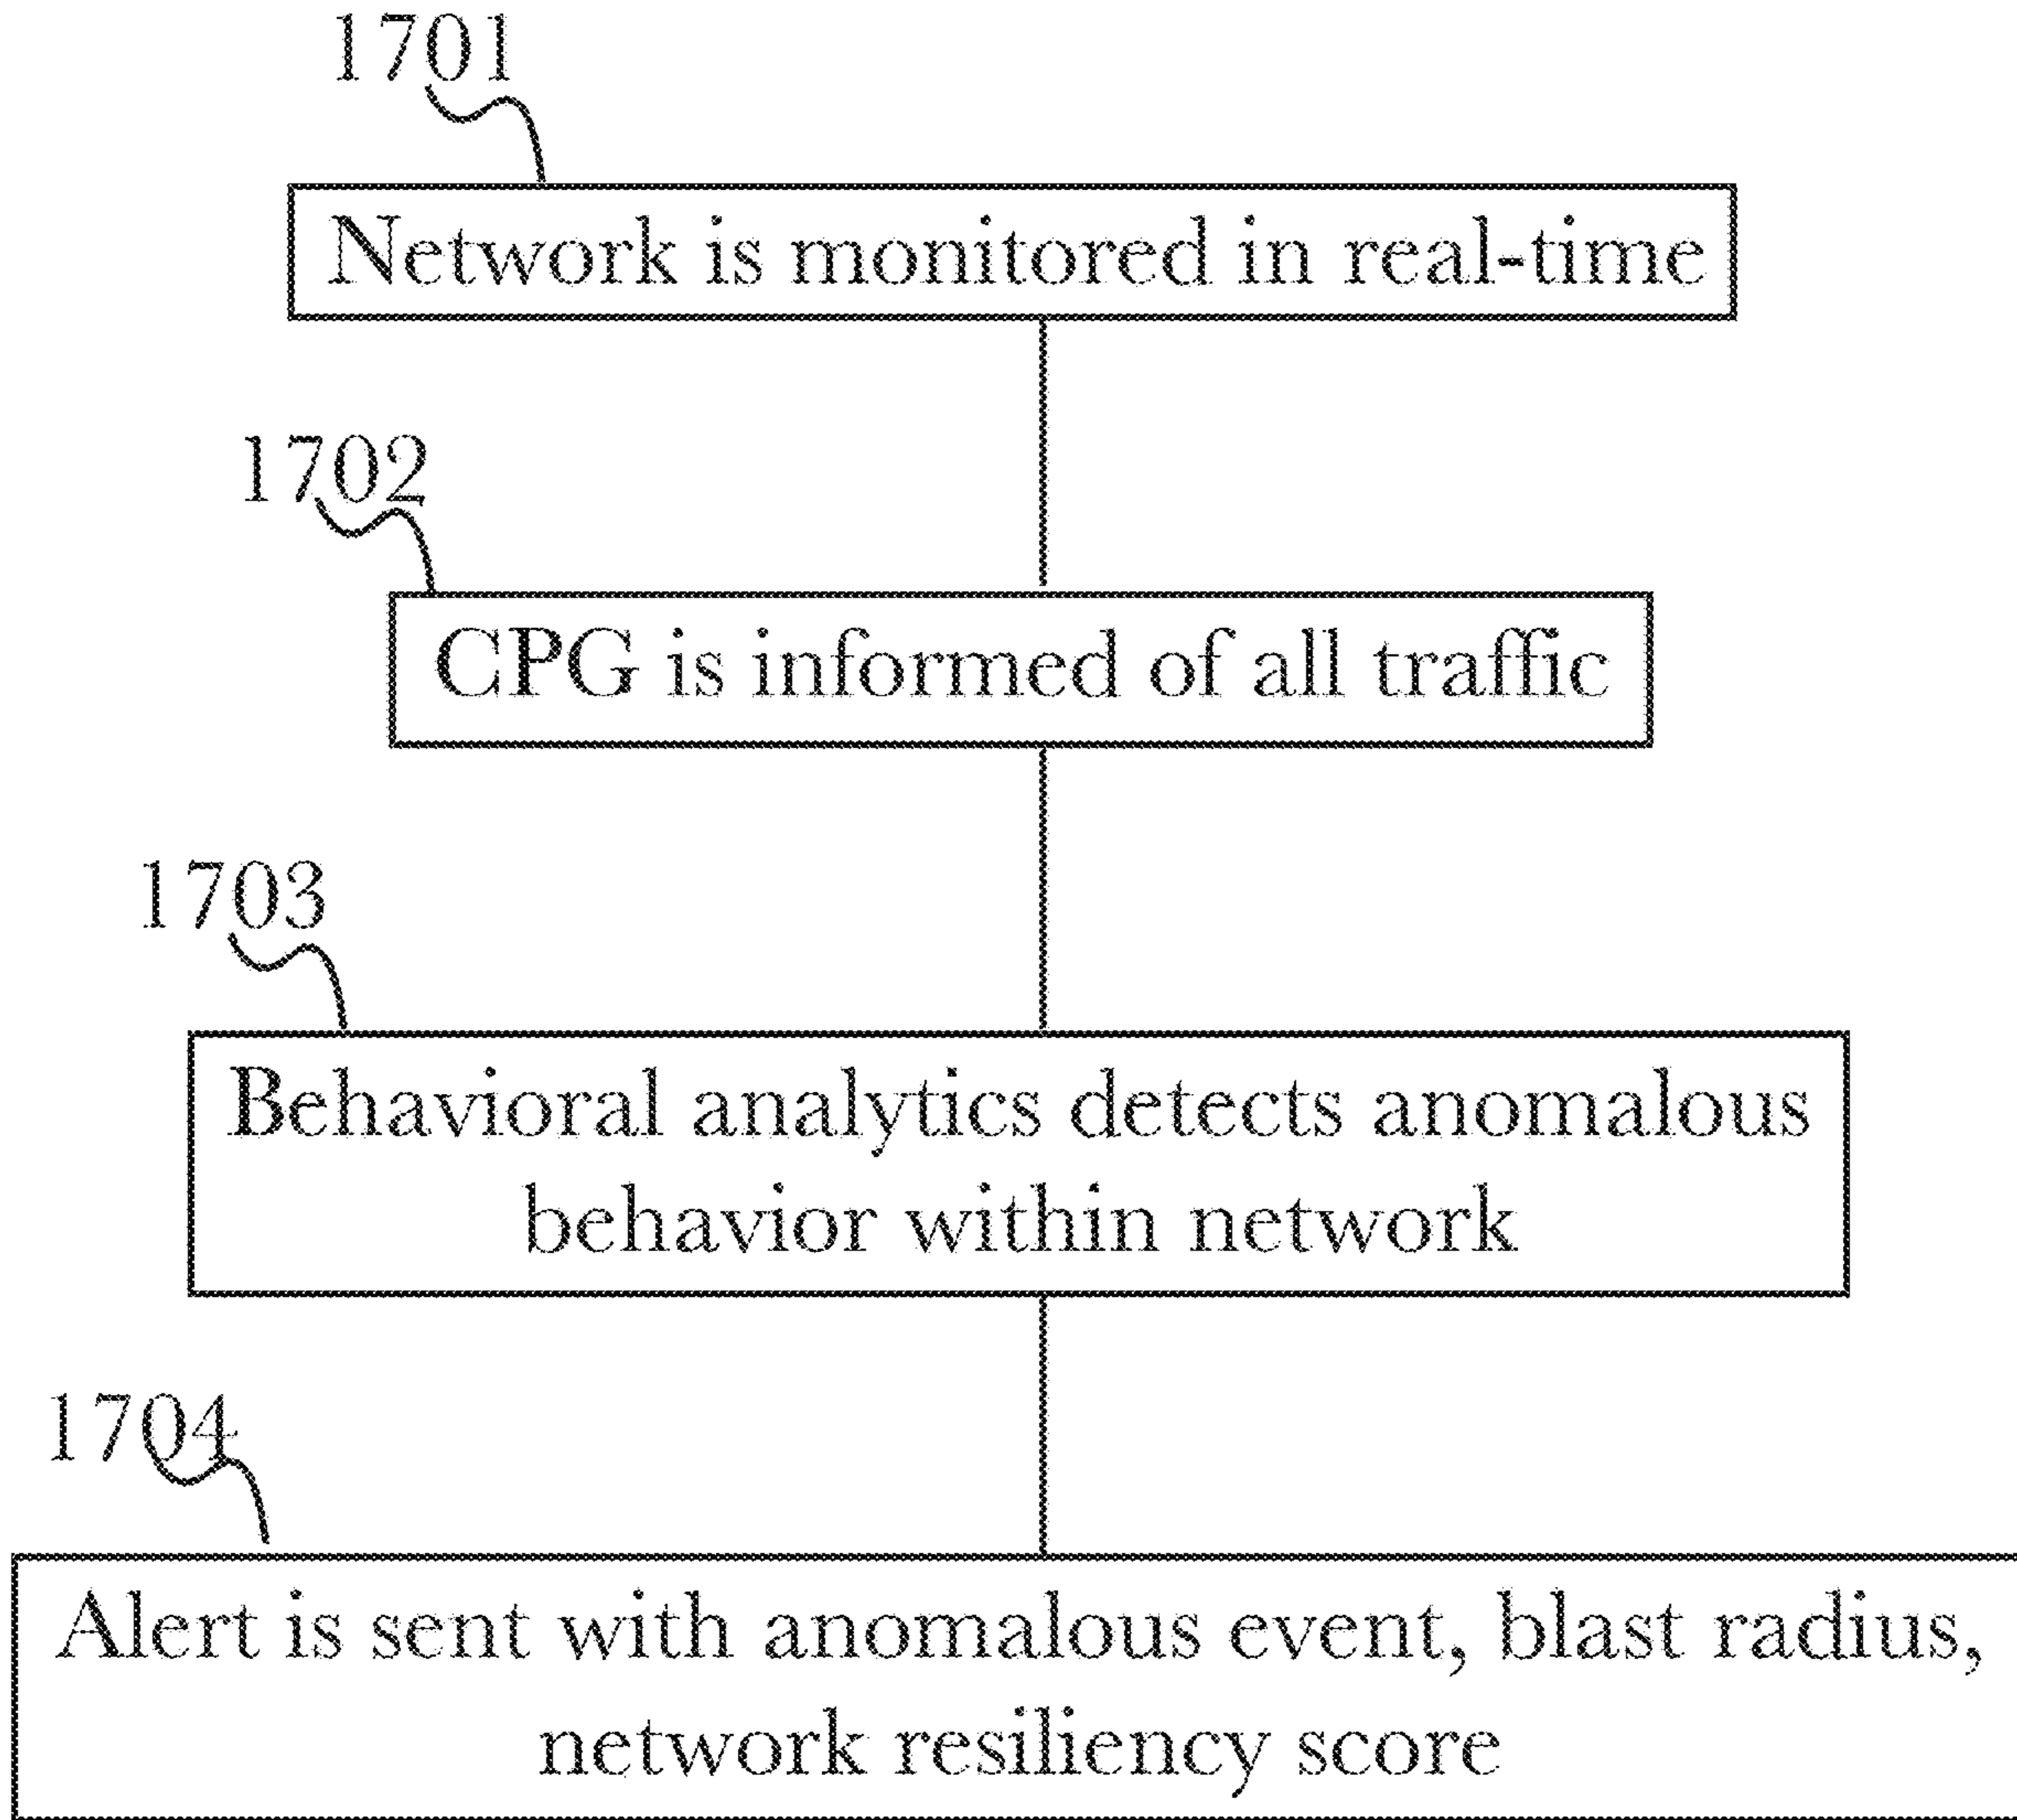 1701
Network is monitored in real-time
1702
CPG is informed of all traffic
1703
Behavioral analytics detects anomalous
behavior within network
1704
Alert is sent with anomalous event, blast radius,
network resiliency score